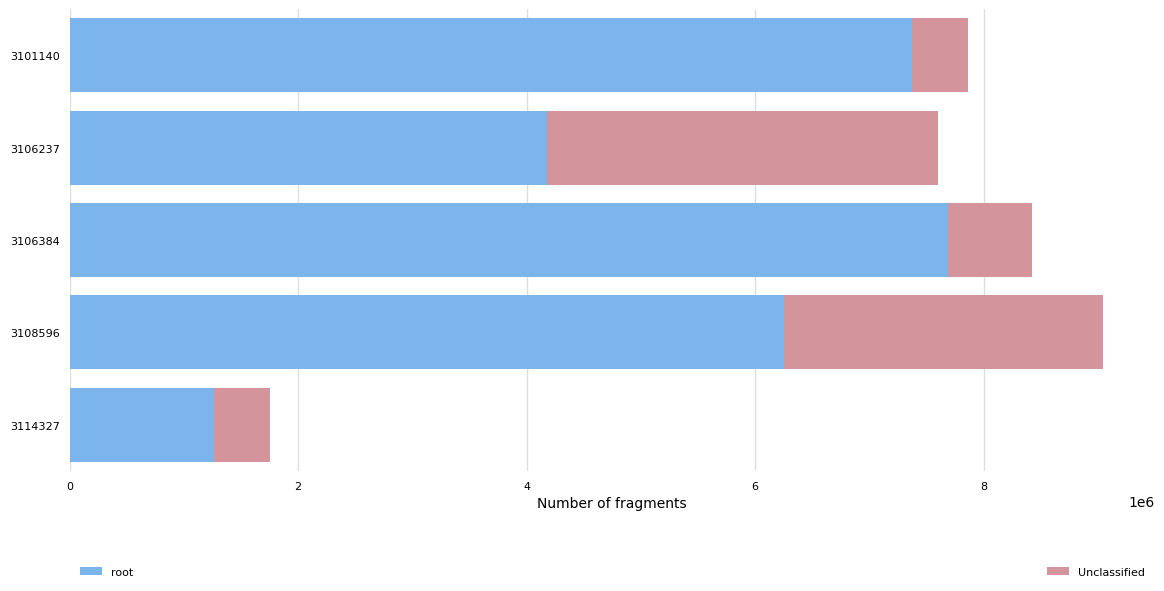 3101140
3106237
3106384
3108596
3114327
0 2 4 6 8
Number of fragments
1e6
root Unclassified